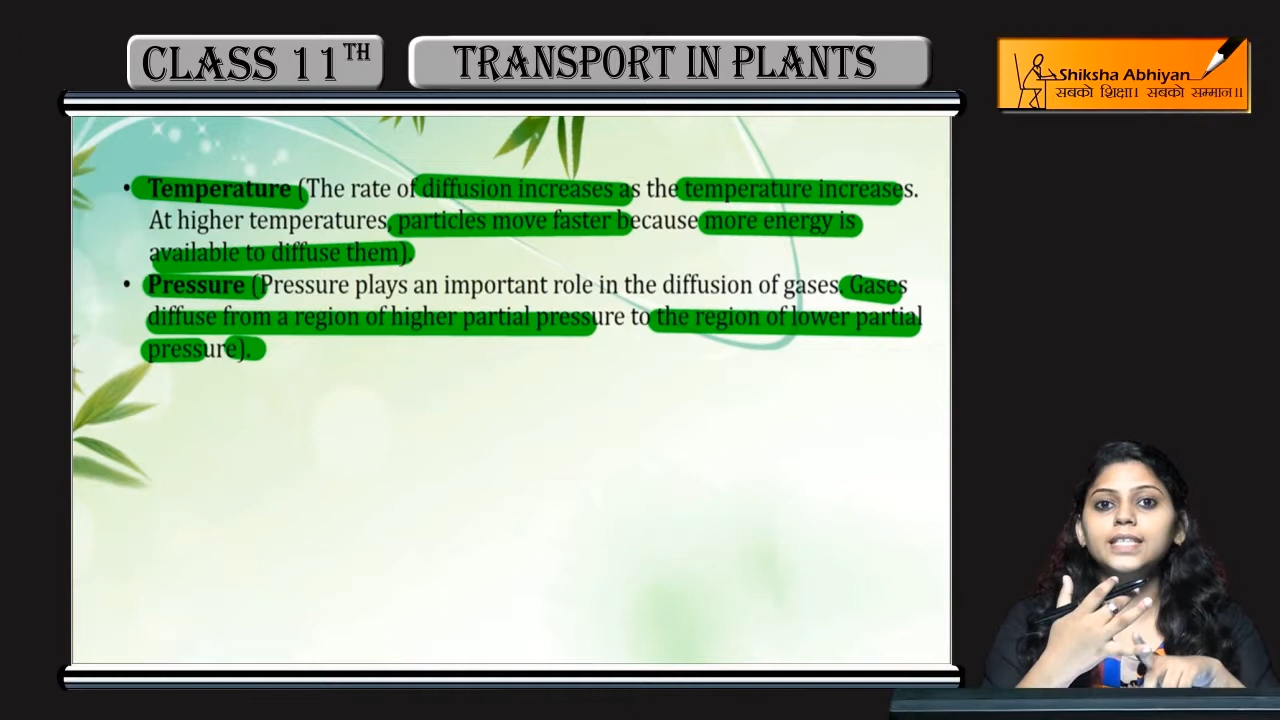 CLASS 11TH
TRANSPORT IN PLANTS
Shiksha Abhiyan
सबको शिक्षा। सबको सम्मान।।
• Temperature (The rate of diffusion increases as the temperature increases.
At higher temperatures, particles move faster because more energy is
available to diffuse them).
• Pressure (Pressure plays an important role in the diffusion of gases. Gases
diffuse from a region of higher partial pressure to the region of lower partial
pressure).